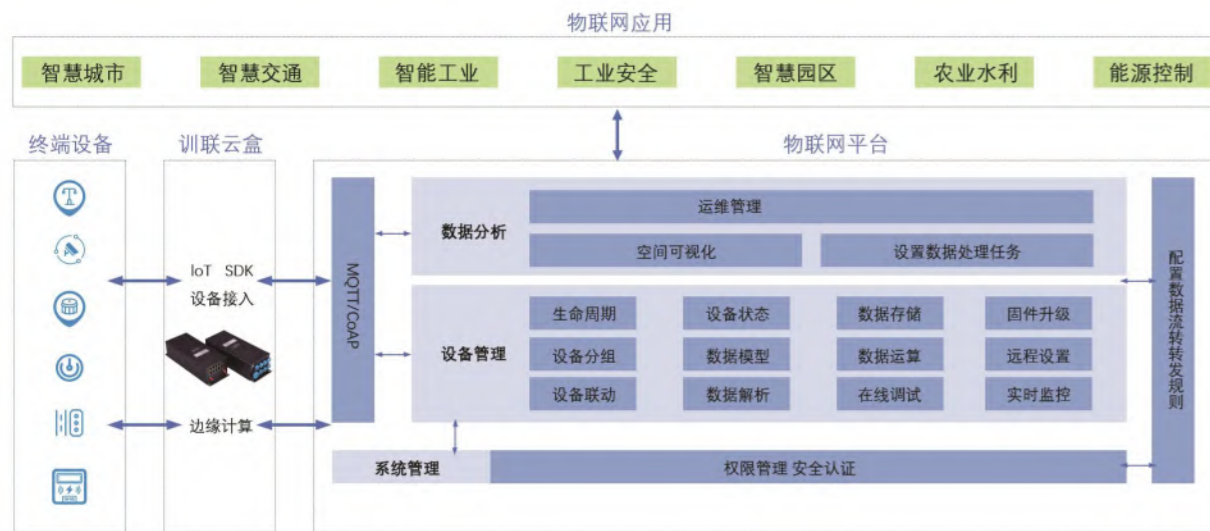 物联网应用
智慧城市
智慧交通
智能工业
工业安全
智慧园区
农业水利
能源控制
终端设备
训联云盒
物联网平台
IoT SDK
设备接入
边缘计算
MQTT/CoAP
数据分析
运维管理
空间可视化
设置数据处理任务
设备管理
生命周期
设备状态
数据存储
固件升级
设备分组
数据模型
数据运算
远程设置
设备联动
数据解析
在线调试
实时监控
系统管理
权限管理 安全认证
配置数据流转转发规则